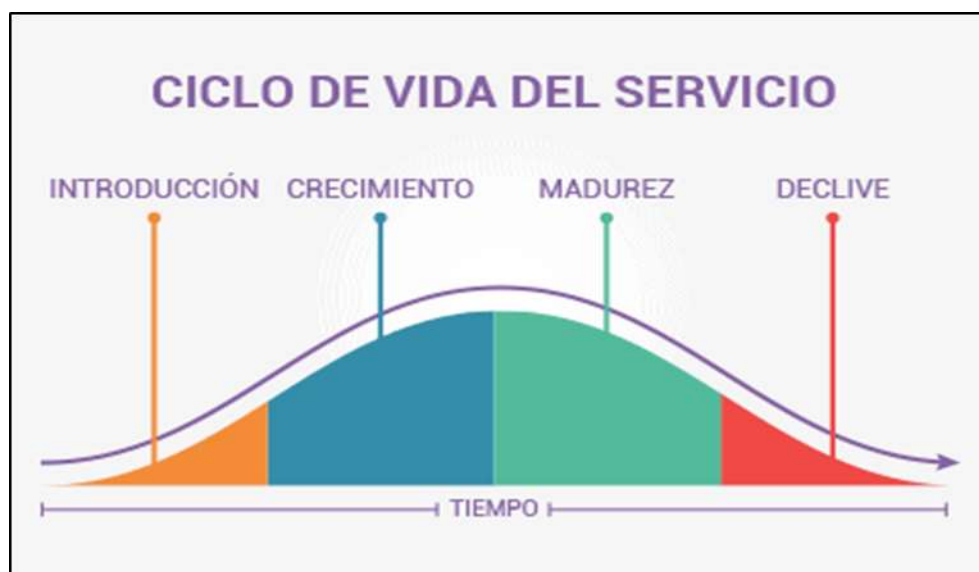 CICLO DE VIDA DEL SERVICIO
INTRODUCCIÓN CRECIMIENTO MADUREZ DECLIVE
TIEMPO